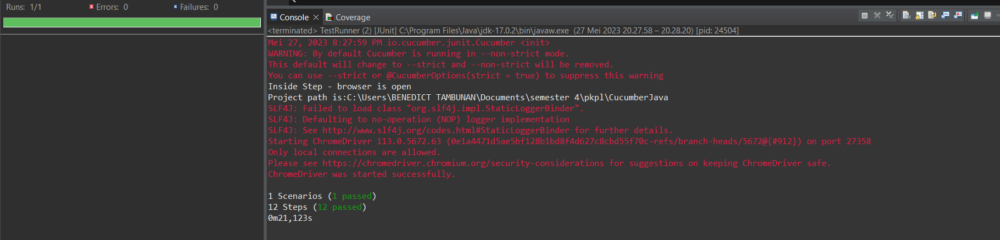 Runs: 1/1 Errors: 0 Failures: 0
Console Coverage
<terminated> TestRunner (2) [JUnit] C:\Program Files\Java\jdk-17.0.2\bin\javaw.exe (27 Mei 2023 20.27.58 – 20.28.20) [pid: 24504]
Mei 27, 2023 8:27:59 PM io.cucumber.junit.Cucumber <init>
WARNING: By default Cucumber is running in --non-strict mode.
This default will change to --strict and --non-strict will be removed.
You can use --strict or @CucumberOptions(strict = true) to suppress this warning
Inside Step - browser is open
Project path is:C:\Users\BENEDICT TAMBUNAN\Documents\semester 4\pkpl\CucumberJava
SLF4J: Failed to load class "org.slf4j.impl.StaticLoggerBinder".
SLF4J: Defaulting to no-operation (NOP) logger implementation
SLF4J: See http://www.slf4j.org/codes.html#StaticLoggerBinder for further details.
Starting ChromeDriver 113.0.5672.63 (0e1a4471d5ae5bf128b1bd8f4d627c8cbd55f70c-refs/branch-heads/5672@{#912}) on port 27358
Only local connections are allowed.
Please see https://chromedriver.chromium.org/security-considerations for suggestions on keeping ChromeDriver safe.
ChromeDriver was started successfully.
1 Scenarios (1 passed)
12 Steps (12 passed)
0m21,123s